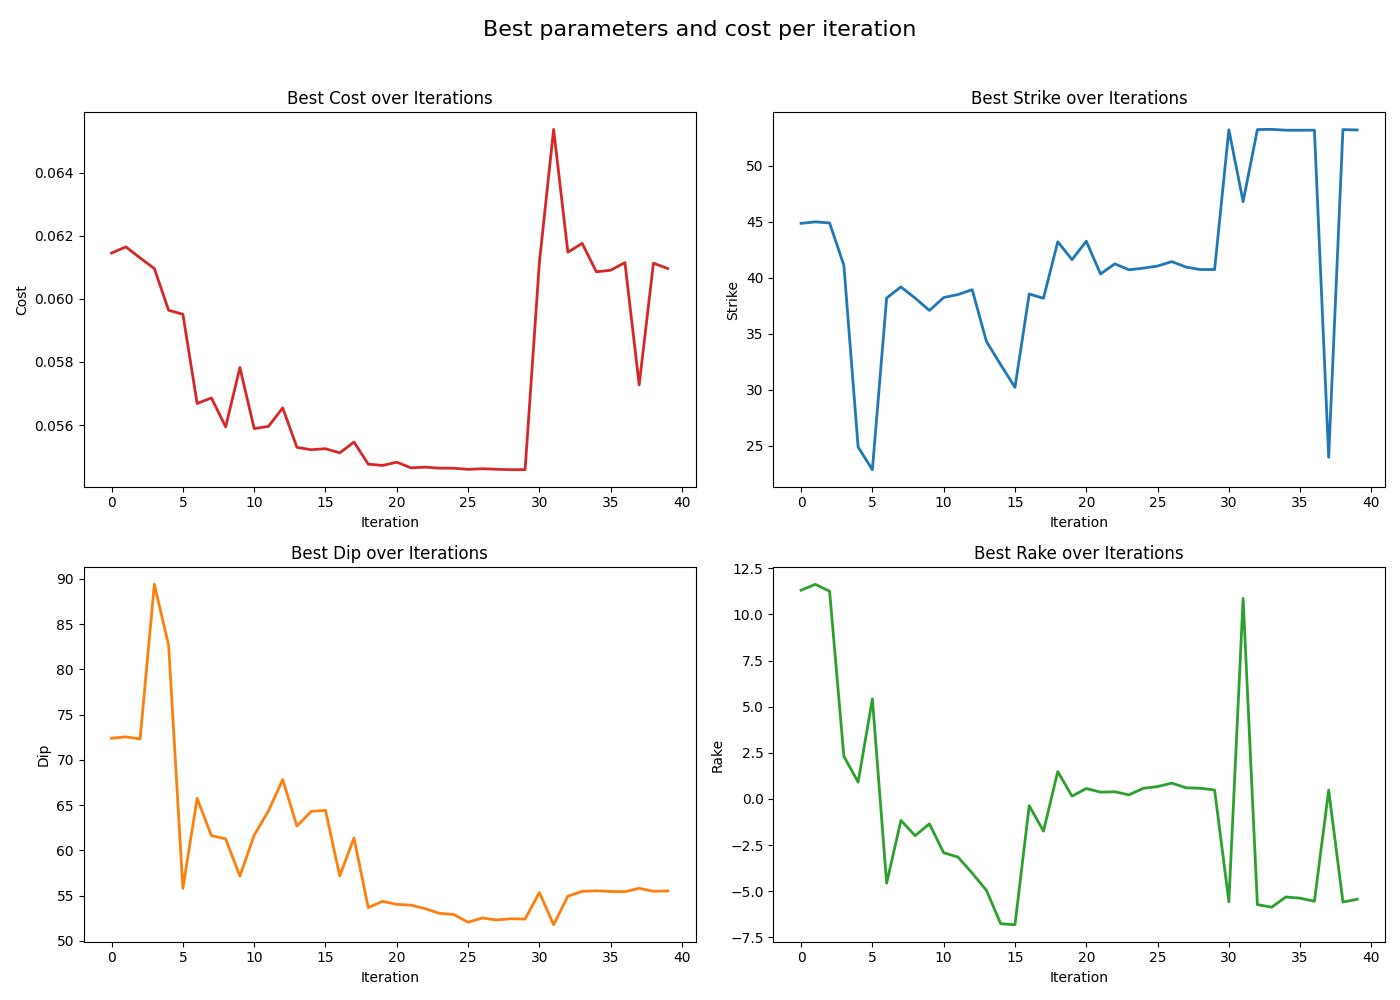 Best parameters and cost per iteration
Best Cost over Iterations
Cost
0.064
0.062
0.060
0.058
0.056
0 5 10 15 20 25 30 35 40
Iteration
Best Strike over Iterations
Strike
50
45
40
35
30
25
0 5 10 15 20 25 30 35 40
Iteration
Best Dip over Iterations
Dip
90
85
80
75
70
65
60
55
50
0 5 10 15 20 25 30 35 40
Iteration
Best Rake over Iterations
Rake
12.5
10.0
7.5
5.0
2.5
0.0
−2.5
−5.0
−7.5
0 5 10 15 20 25 30 35 40
Iteration